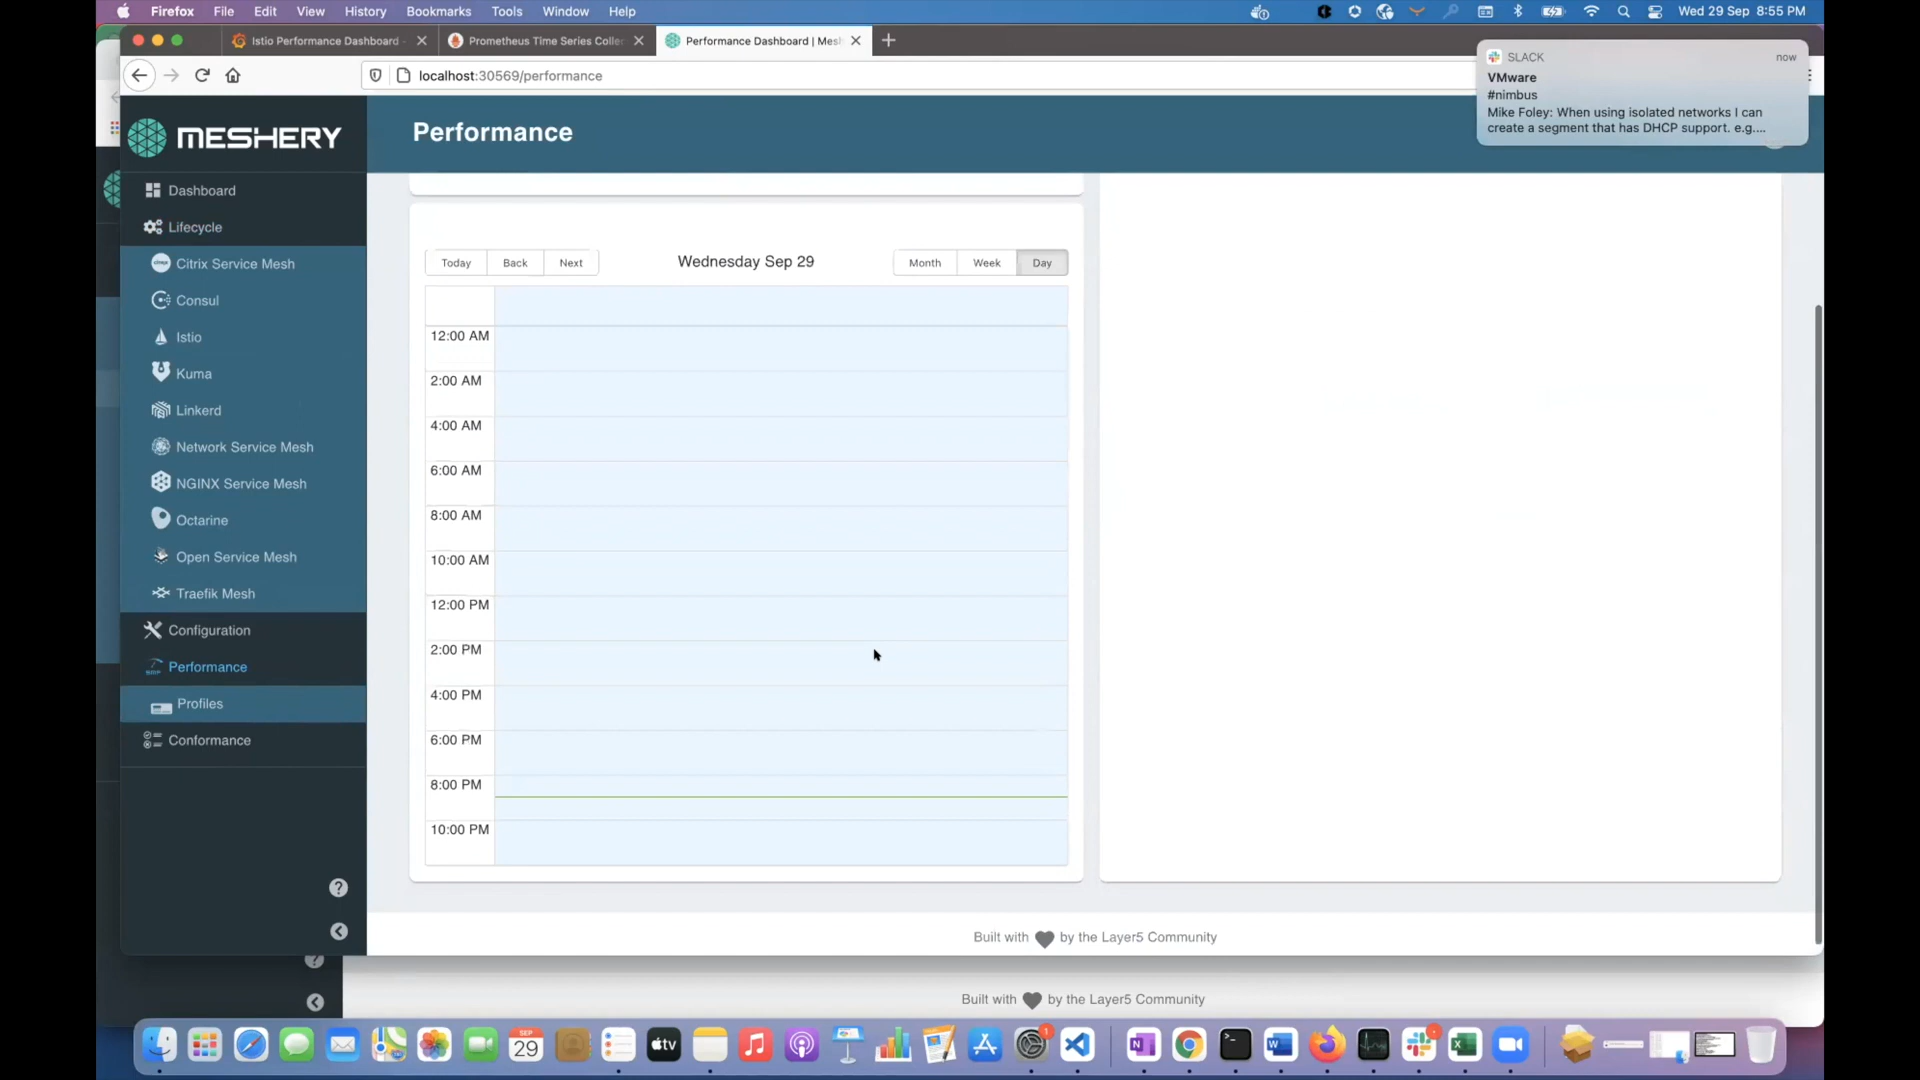 Firefox File Edit View History Bookmarks Tools Window Help
Wed 29 Sep 8:55 PM
Istio Performance Dashboard -
Prometheus Time Series Colle
Performance Dashboard | Mesh
localhost:30569/performance
SLACK
now
VMware
#nimbus
Mike Foley: When using isolated networks I can
create a segment that has DHCP support. e.g....
MESHERY
Performance
Dashboard
Lifecycle
Citrix Service Mesh
Consul
Istio
Kuma
Linkerd
Network Service Mesh
NGINX Service Mesh
Octarine
Open Service Mesh
Traefik Mesh
Configuration
Performance
Profiles
Conformance
Today Back Next
Wednesday Sep 29
Month Week Day
12:00 AM
2:00 AM
4:00 AM
6:00 AM
8:00 AM
10:00 AM
12:00 PM
2:00 PM
4:00 PM
6:00 PM
8:00 PM
10:00 PM
Built with by the Layer5 Community
Built with by the Layer5 Community
SEP
29
tv
1